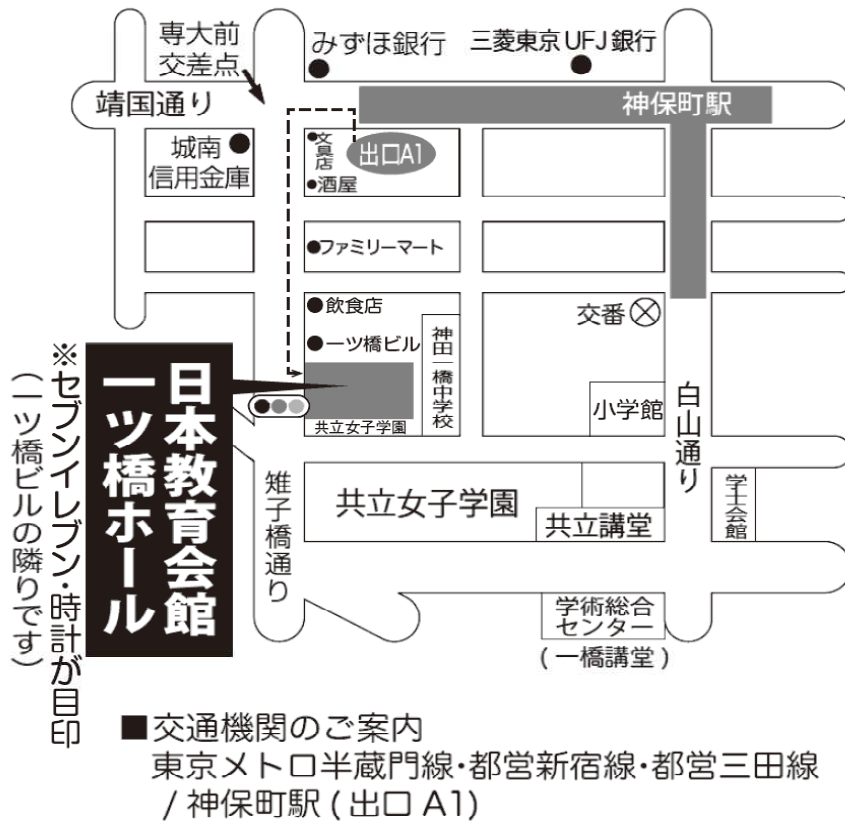 専大前
交差点
みずほ銀行
三菱東京UFJ銀行
靖国通り
神保町駅
城南
信用金庫
文具店
出口A1
酒屋
ファミリーマート
飲食店
一ツ橋ビル
神田一橋中学校
交番
小学館
白山通り
共立女子学園
日本教育会館
一ツ橋ホール
※セブンイレブン・時計が目印
(一ツ橋ビルの隣りです)
雉子橋通り
共立女子学園
共立講堂
学士会館
学術総合
センター
(一橋講堂)
■交通機関のご案内
東京メトロ半蔵門線・都営新宿線・都営三田線
/神保町駅(出口A1)